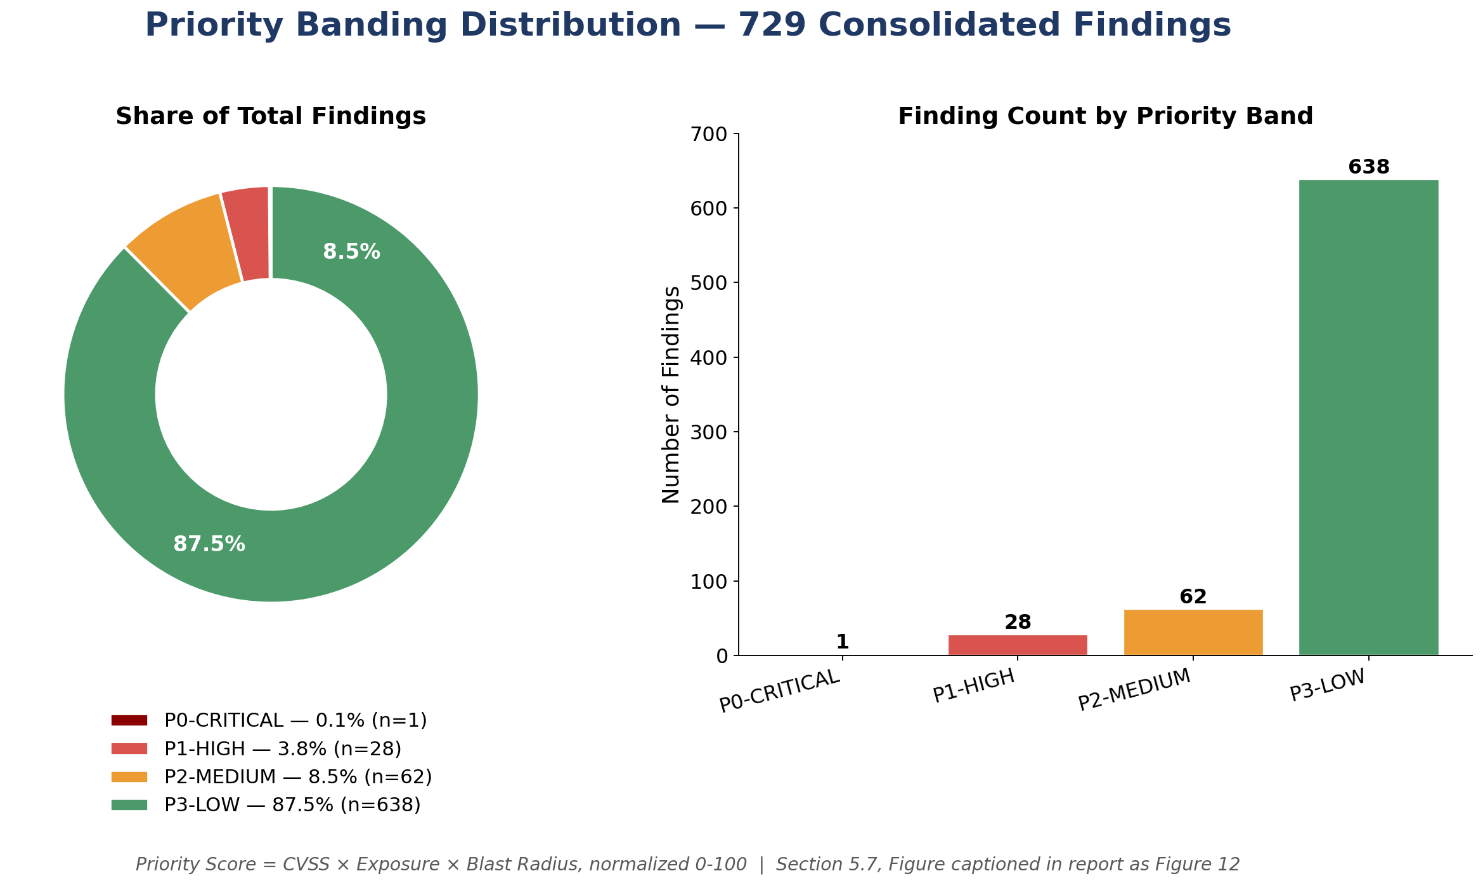 Priority Banding Distribution — 729 Consolidated Findings
Share of Total Findings
8.5%
87.5%
P0-CRITICAL — 0.1% (n=1)
P1-HIGH — 3.8% (n=28)
P2-MEDIUM — 8.5% (n=62)
P3-LOW — 87.5% (n=638)
Finding Count by Priority Band
Number of Findings
700
600
500
400
300
200
100
0
1
28
62
638
P0-CRITICAL
P1-HIGH
P2-MEDIUM
P3-LOW
Priority Score = CVSS × Exposure × Blast Radius, normalized 0-100 | Section 5.7, Figure captioned in report as Figure 12